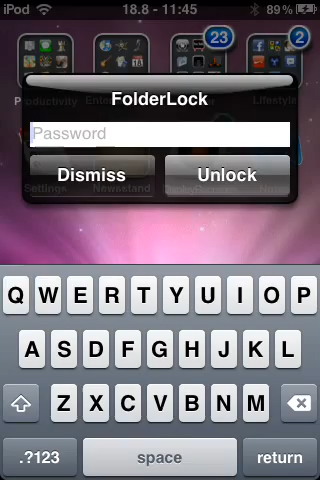 iPod 18.8 - 11:45 89%
23 2
Productivity Lifestyle
FolderLock
Password
Dismiss Unlock
Settings Newsstand
Q W E R T Y U I O P
A S D F G H J K L
Z X C V B N M
.?123 space return